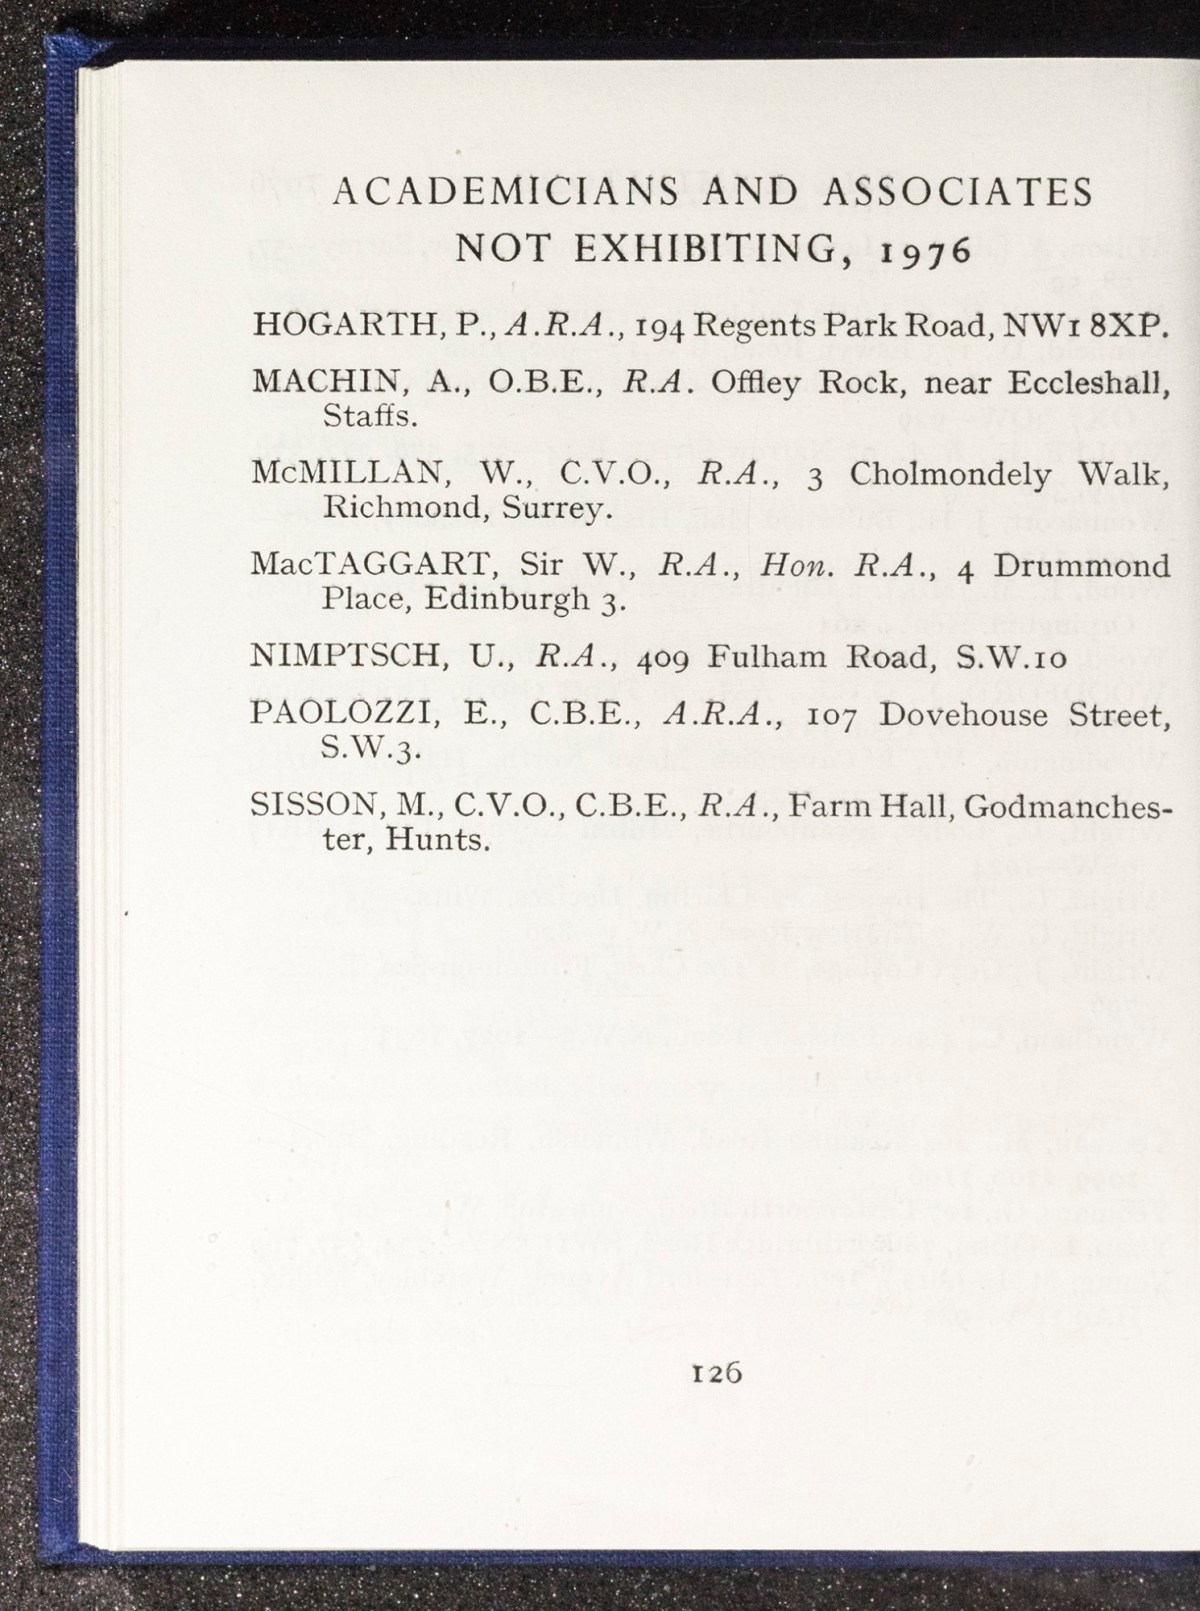 ACADEMICIANS AND ASSOCIATES
NOT EXHIBITING, 1976
HOGARTH, P., A.R.A., 194 Regents Park Road, NW1 8XP.
MACHIN, A., O.B.E., R.A. Offley Rock, near Eccleshall,
Staffs.
McMILLAN, W., C.V.O., R.A., 3 Cholmondely Walk,
Richmond, Surrey.
MacTAGGART, Sir W., R.A., Hon. R.A., 4 Drummond
Place, Edinburgh 3.
NIMPTSCH, U., R.A., 409 Fulham Road, S.W.10
PAOLOZZI, E., C.B.E., A.R.A., 107 Dovehouse Street,
S.W.3.
SISSON, M., C.V.O., C.B.E., R.A., Farm Hall, Godmanches-
ter, Hunts.
126